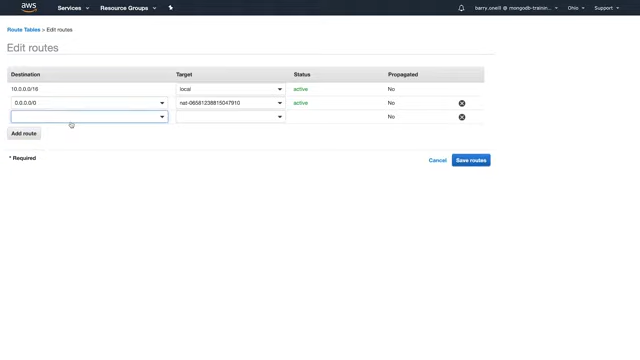 aws Services Resource Groups barry.oneill @ mongodb-training... Ohio Support
Route Tables > Edit routes
Edit routes
Destination Target Status Propagated
10.0.0.0/16 local active No
0.0.0.0/0 nat-06581238815047910 active No
No
Add route
* Required Cancel Save routes